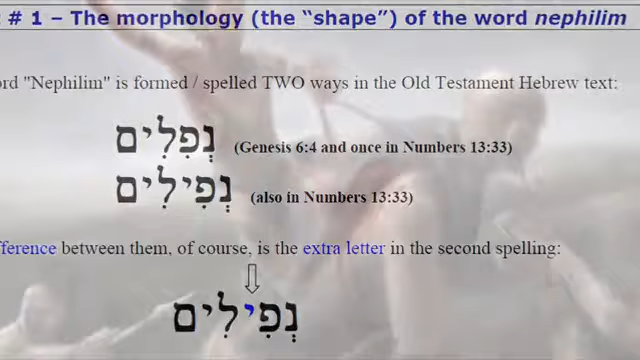 # 1 – The morphology (the “shape”) of the word nephilim
"Nephilim" is formed / spelled TWO ways in the Old Testament Hebrew text:
נְפִלִים (Genesis 6:4 and once in Numbers 13:33)
נְפִילִים (also in Numbers 13:33)
between them, of course, is the extra letter in the second spelling:
נְפִילִים